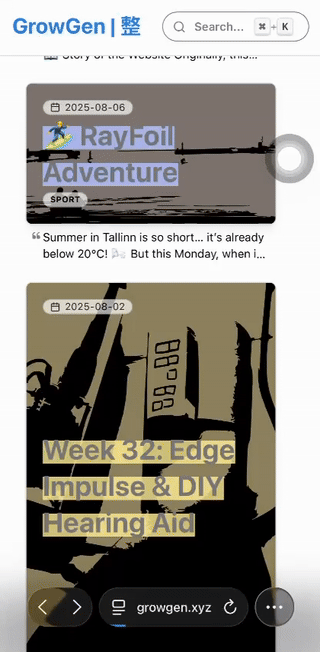 GrowGen | 整
Search... ⌘+K
Story of the Website Originally, this...
2025-08-06
🏄RayFoil
Adventure
SPORT
❝ Summer in Tallinn is so short... it's already
below 20°C! 🌬️ But this Monday, when i...
2025-08-02
Week 32: Edge
Impulse & DIY
Hearing Aid
growgen.xyz